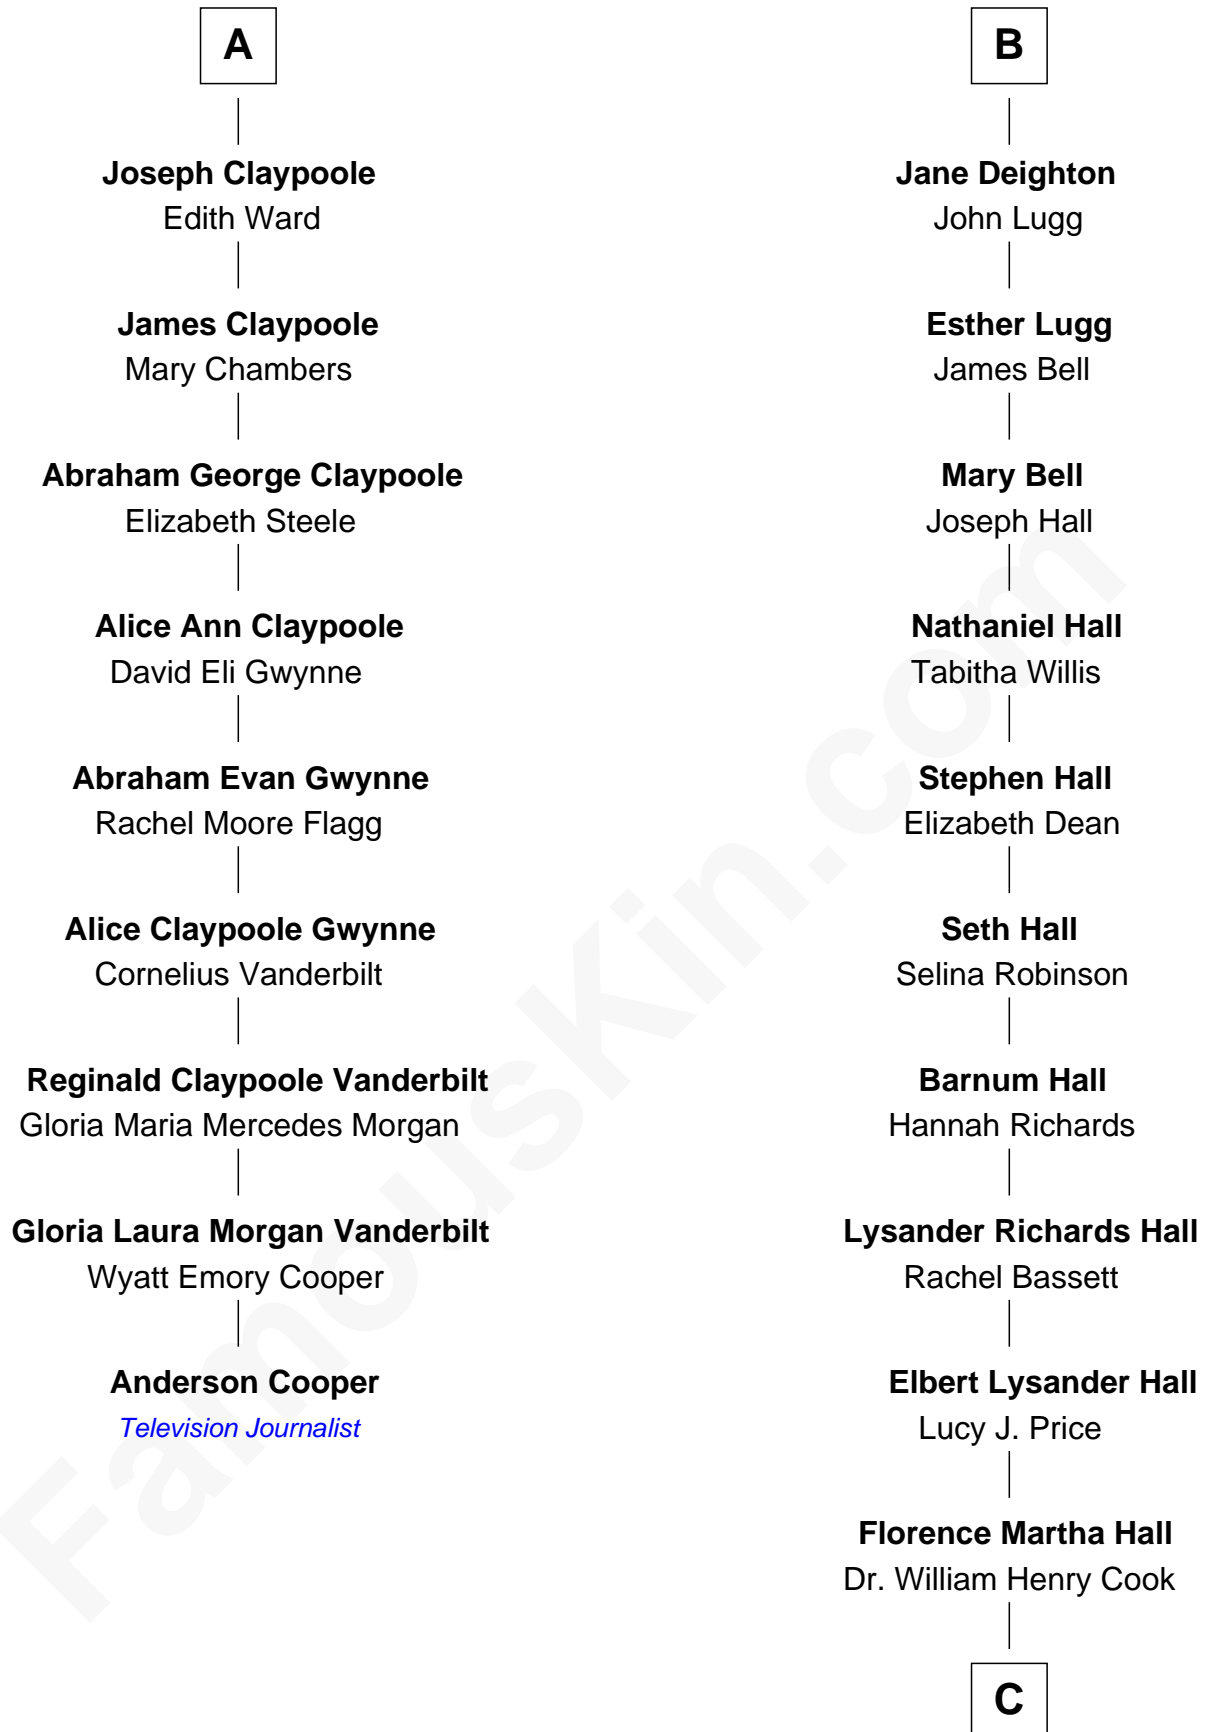 A
Joseph Claypoole
Edith Ward
James Claypoole
Mary Chambers
Abraham George Claypoole
Elizabeth Steele
Alice Ann Claypoole
David Eli Gwynne
Abraham Evan Gwynne
Rachel Moore Flagg
Alice Claypoole Gwynne
Cornelius Vanderbilt
Reginald Claypoole Vanderbilt
Gloria Maria Mercedes Morgan
Gloria Laura Morgan Vanderbilt
Wyatt Emory Cooper
Anderson Cooper
Television Journalist
B
Jane Deighton
John Lugg
Esther Lugg
James Bell
Mary Bell
Joseph Hall
Nathaniel Hall
Tabitha Willis
Stephen Hall
Elizabeth Dean
Seth Hall
Selina Robinson
Barnum Hall
Hannah Richards
Lysander Richards Hall
Rachel Bassett
Elbert Lysander Hall
Lucy J. Price
Florence Martha Hall
Dr. William Henry Cook
C
FamousKin.com